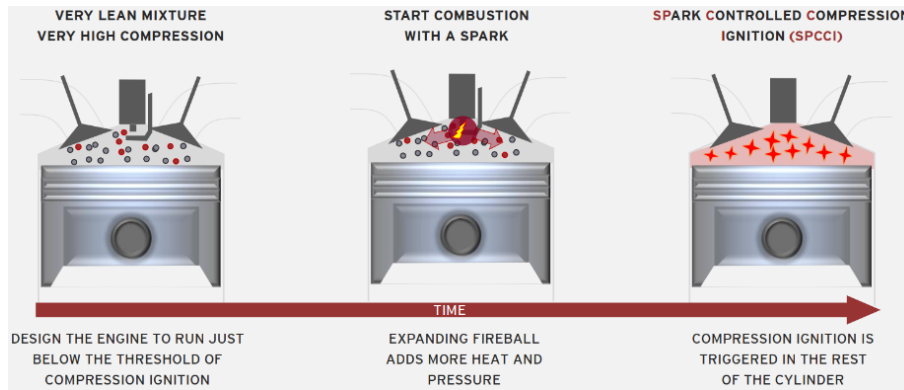 VERY LEAN MIXTURE
VERY HIGH COMPRESSION
START COMBUSTION
WITH A SPARK
SPARK CONTROLLED COMPRESSION
IGNITION (SPCCI)
TIME
DESIGN THE ENGINE TO RUN JUST
BELOW THE THRESHOLD OF
COMPRESSION IGNITION
EXPANDING FIREBALL
ADDS MORE HEAT AND
PRESSURE
COMPRESSION IGNITION IS
TRIGGERED IN THE REST
OF THE CYLINDER